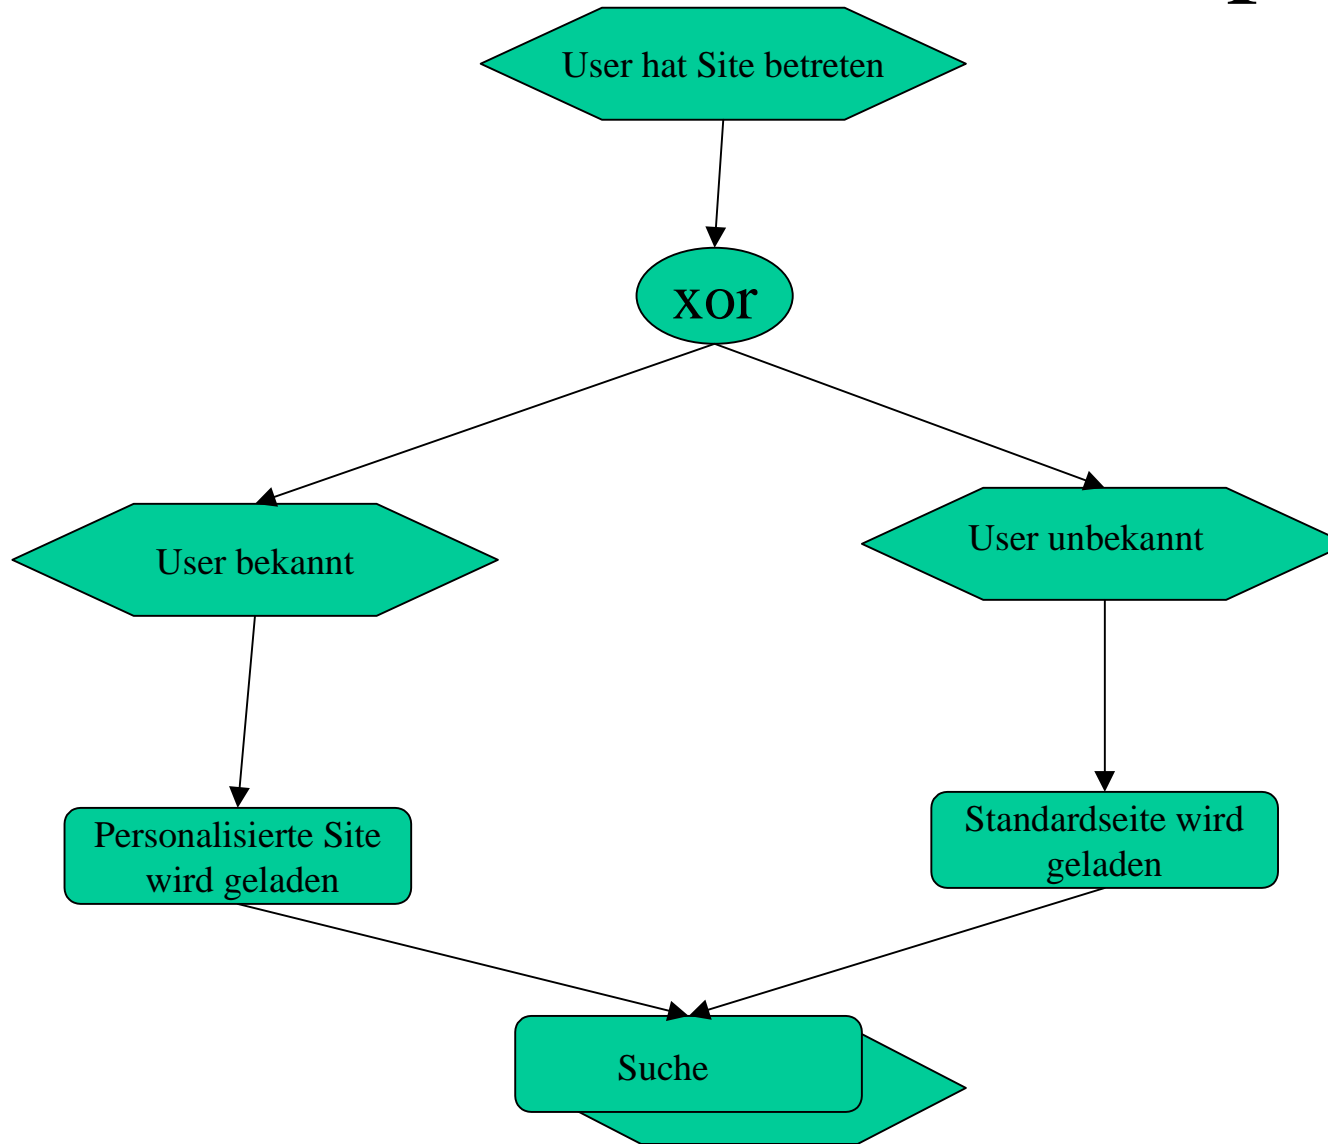 User hat Site betreten
xor
User bekannt
User unbekannt
Personalisierte Site
wird geladen
Standardseite wird
geladen
Suche